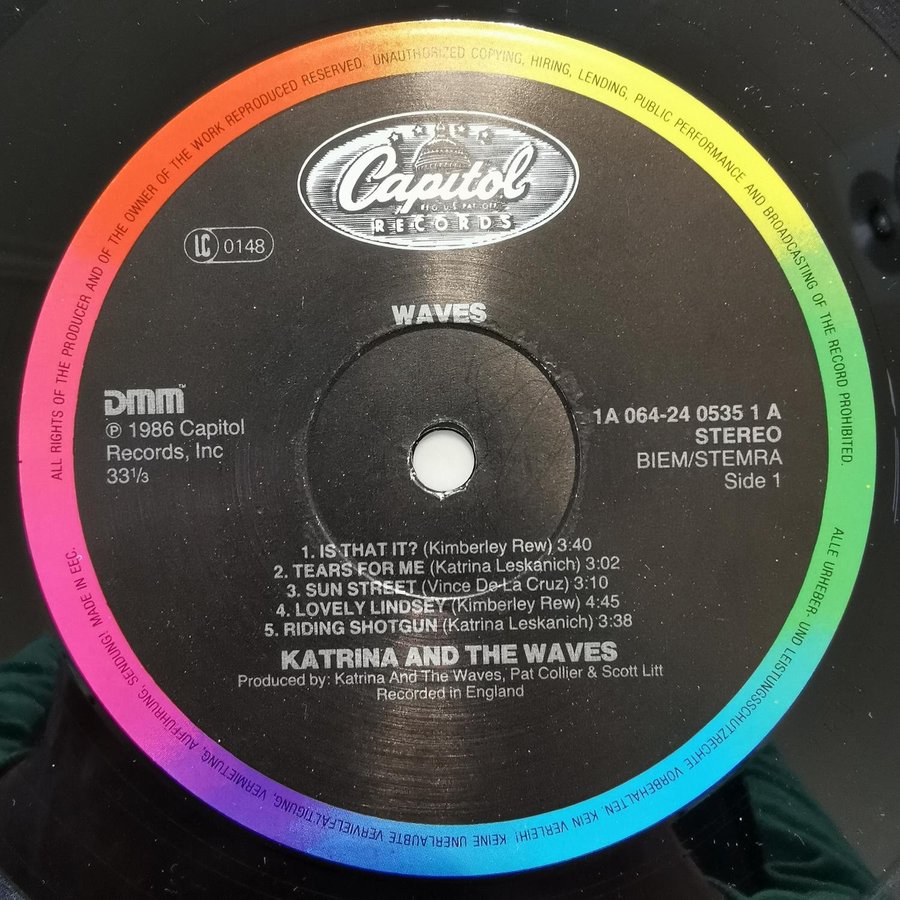 ALL RIGHTS OF THE PRODUCER AND OF THE OWNER OF THE WORK REPRODUCED RESERVED. UNAUTHORIZED COPYING, HIRING, LENDING, PUBLIC PERFORMANCE AND BROADCASTING OF THE RECORD PROHIBITED.
Capitol
REG. U.S. PAT. OFF.
RECORDS
LC 0148
WAVES
DMM™
℗ 1986 Capitol
Records, Inc
33⅓
1A 064-24 0535 1 A
STEREO
BIEM/STEMRA
Side 1
1. IS THAT IT? (Kimberley Rew) 3:40
2. TEARS FOR ME (Katrina Leskanich) 3:02
3. SUN STREET (Vince De La Cruz) 3:10
4. LOVELY LINDSEY (Kimberley Rew) 4:45
5. RIDING SHOTGUN (Katrina Leskanich) 3:38
KATRINA AND THE WAVES
Produced by: Katrina And The Waves, Pat Collier & Scott Litt
Recorded in England
ALLE URHEBER- UND LEISTUNGSSCHUTZRECHTE VORBEHALTEN. KEIN VERLEIH! KEINE UNERLAUBTE VERVIELFALTIGUNG, VERMIETUNG, AUFFÜHRUNG, SENDUNG! MADE IN EEC.